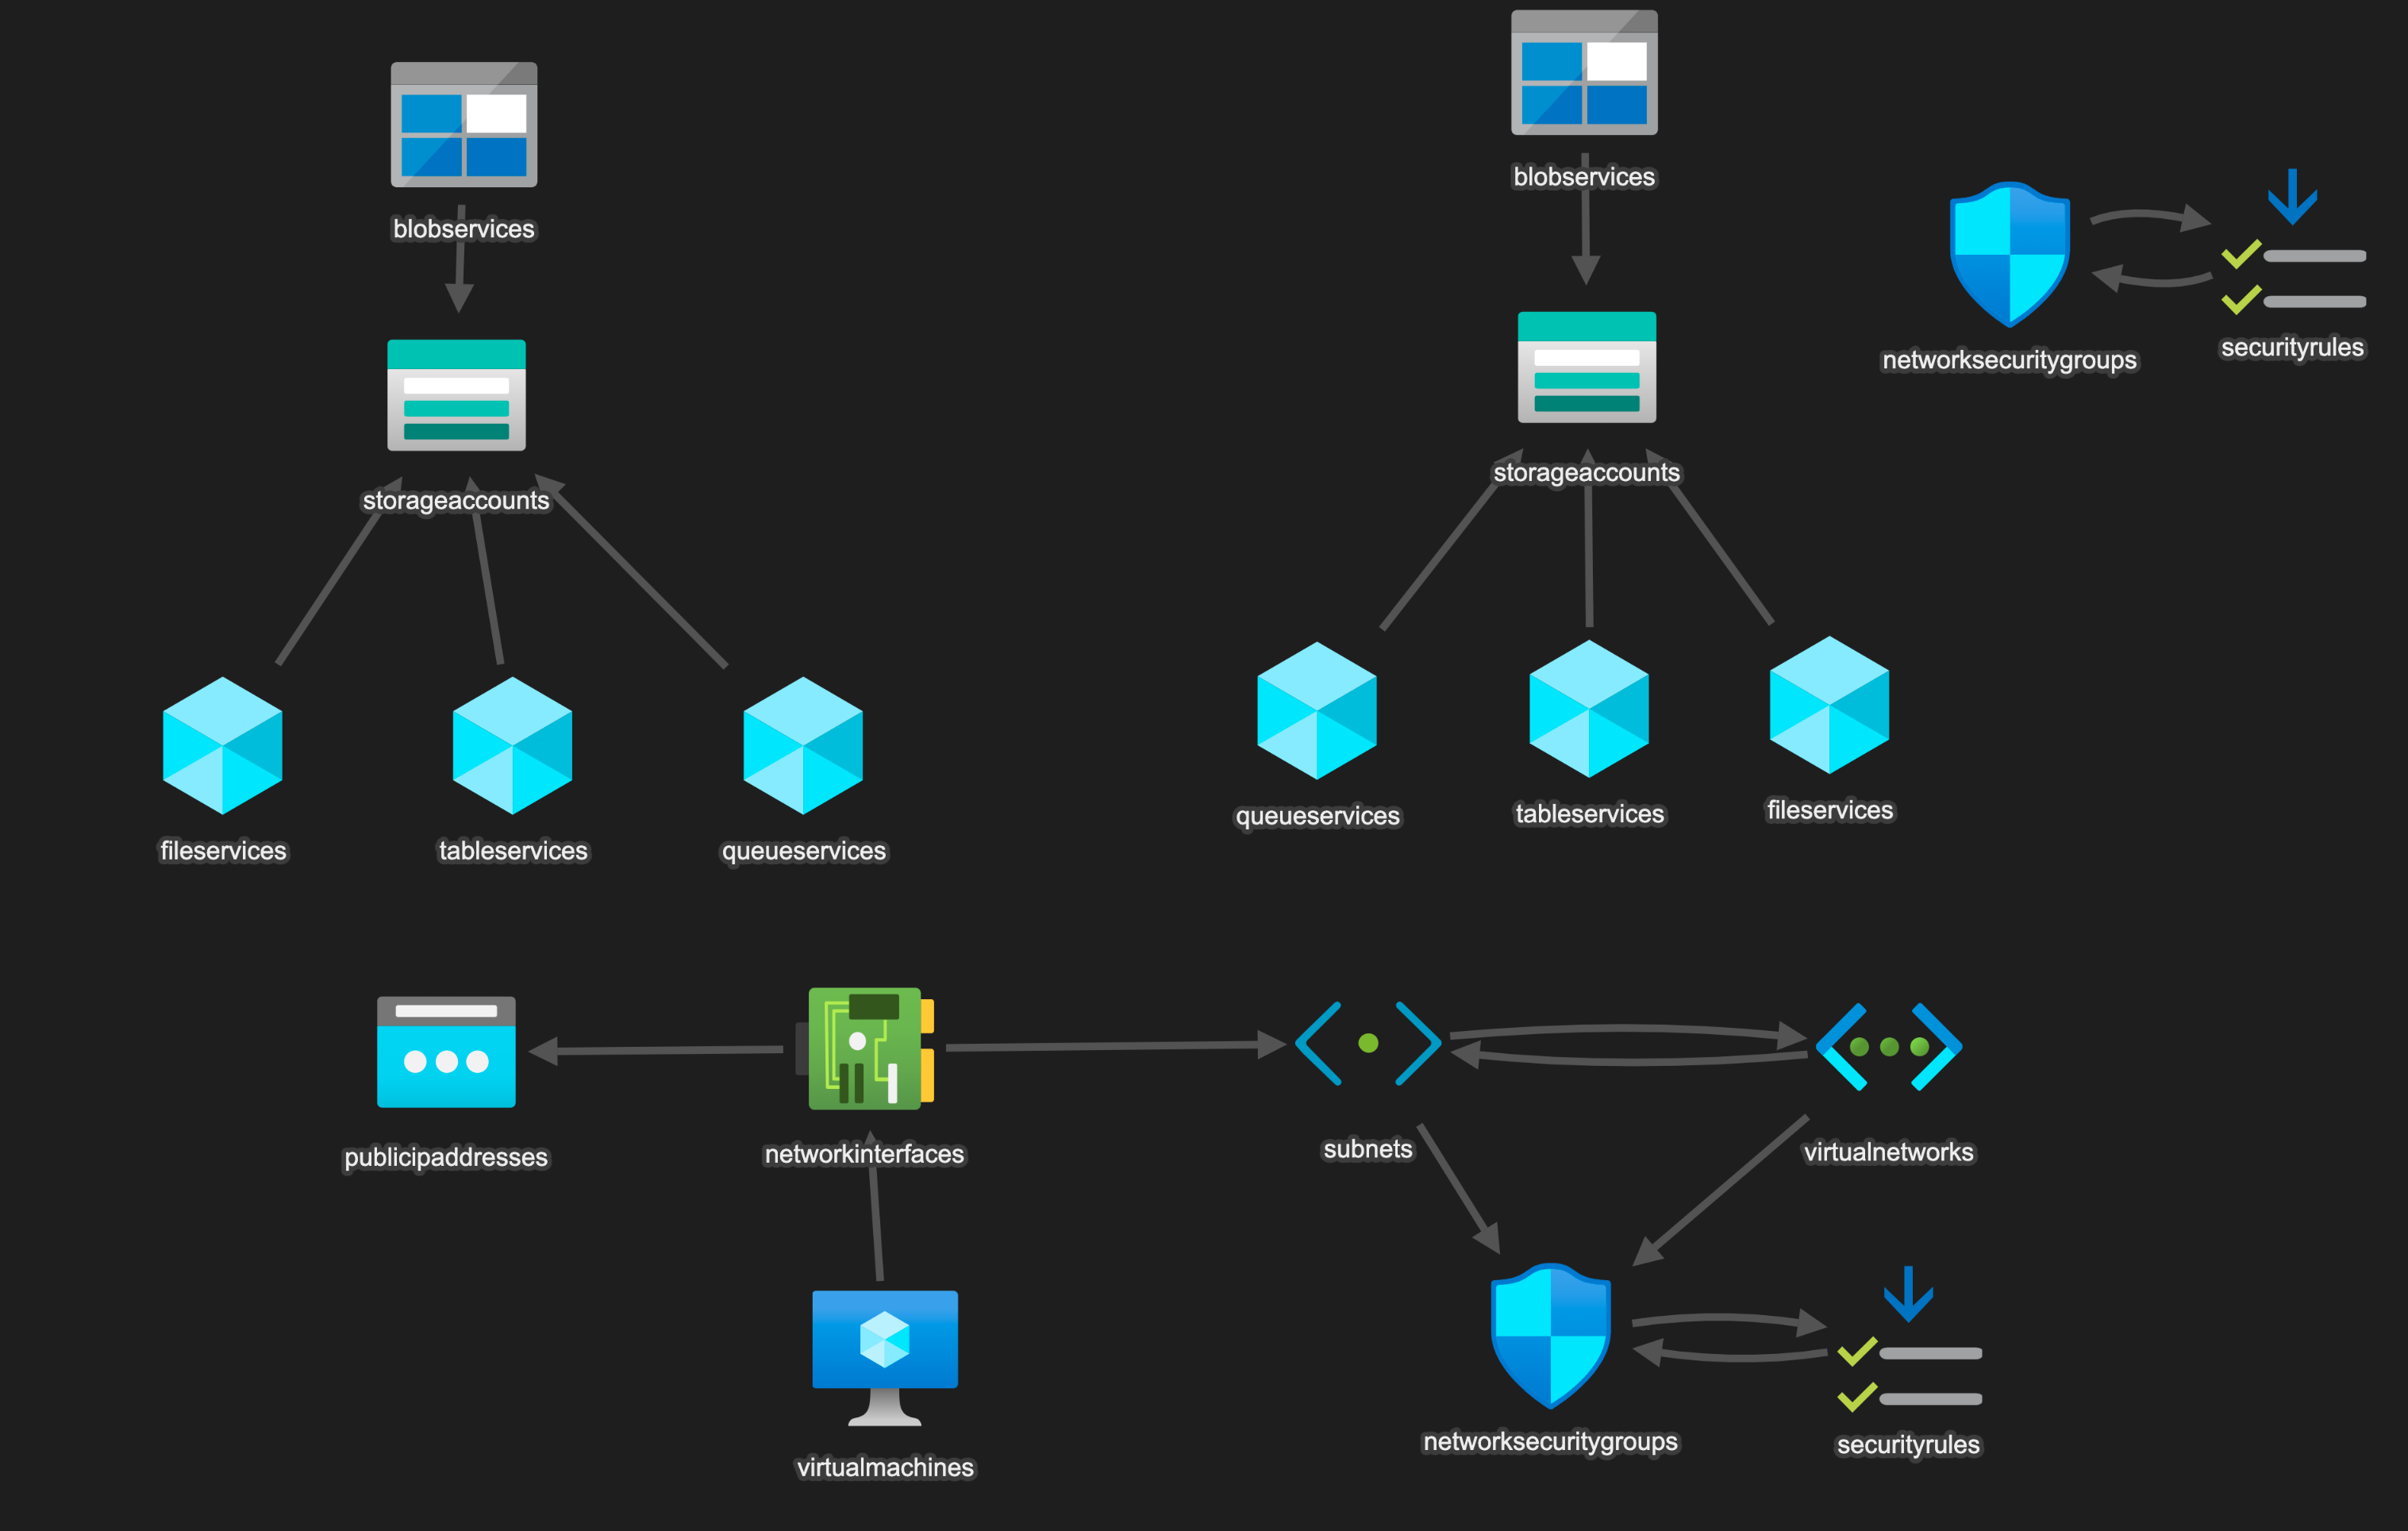 blobservices
blobservices
networksecuritygroups
securityrules
storageaccounts
storageaccounts
fileservices
tableservices
queueservices
queueservices
tableservices
fileservices
publicipaddresses
networkinterfaces
subnets
virtualnetworks
virtualmachines
networksecuritygroups
securityrules